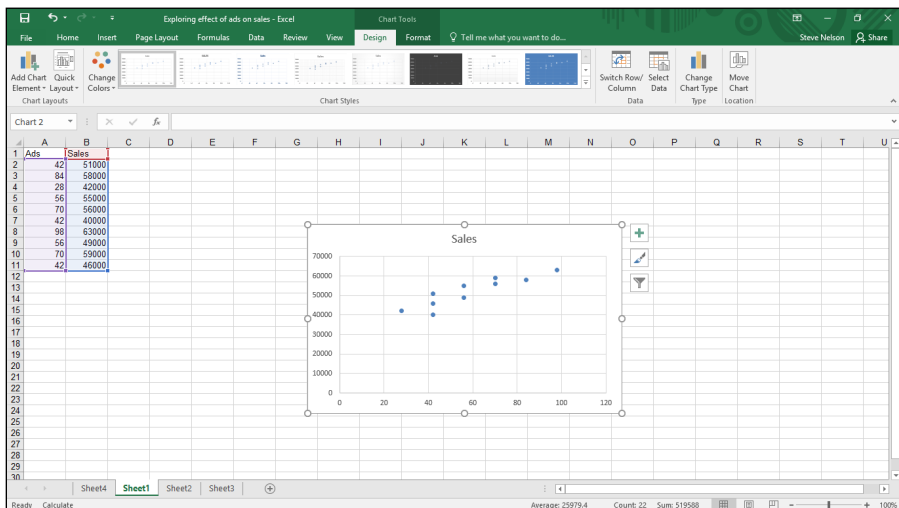 Exploring effect of ads on sales - Excel
Chart Tools
File Home Insert Page Layout Formulas Data Review View Design Format Tell me what you want to do...
Steve Nelson Share
Add Chart Element Quick Layout Change Colors Switch Row/ Column Select Data Change Chart Type Move Chart
Chart Layouts Chart Styles Data Type Location
Chart 2 fx
A B C D E F G H I J K L M N O P Q R S T U
1 Ads Sales
2 42 51000
3 84 58000
4 28 42000
5 56 55000
6 70 56000
7 42 40000
8 98 63000
9 56 49000
10 70 59000
11 42 46000
12
13
14
15
16
17
18
19
20
21
22
23
24
25
26
27
28
29
30
Sales
70000
60000
50000
40000
30000
20000
10000
0
0 20 40 60 80 100 120
Sheet4 Sheet1 Sheet2 Sheet3
Ready Calculate Average: 25979.4 Count: 22 Sum: 519588 100%